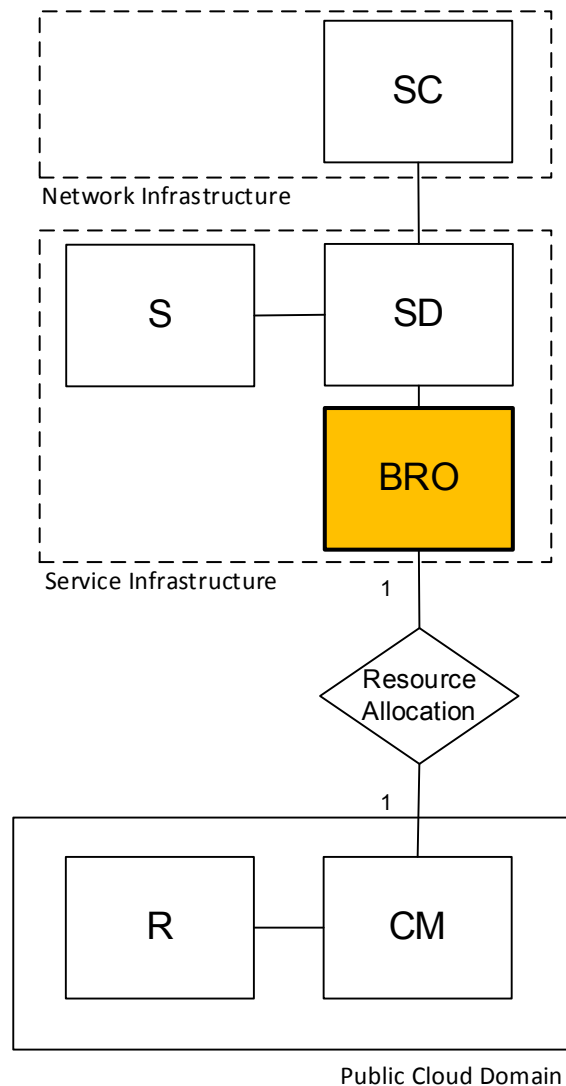 SC
Network Infrastructure
S
SD
BRO
Service Infrastructure
1
Resource
Allocation
1
R
CM
Public Cloud Domain